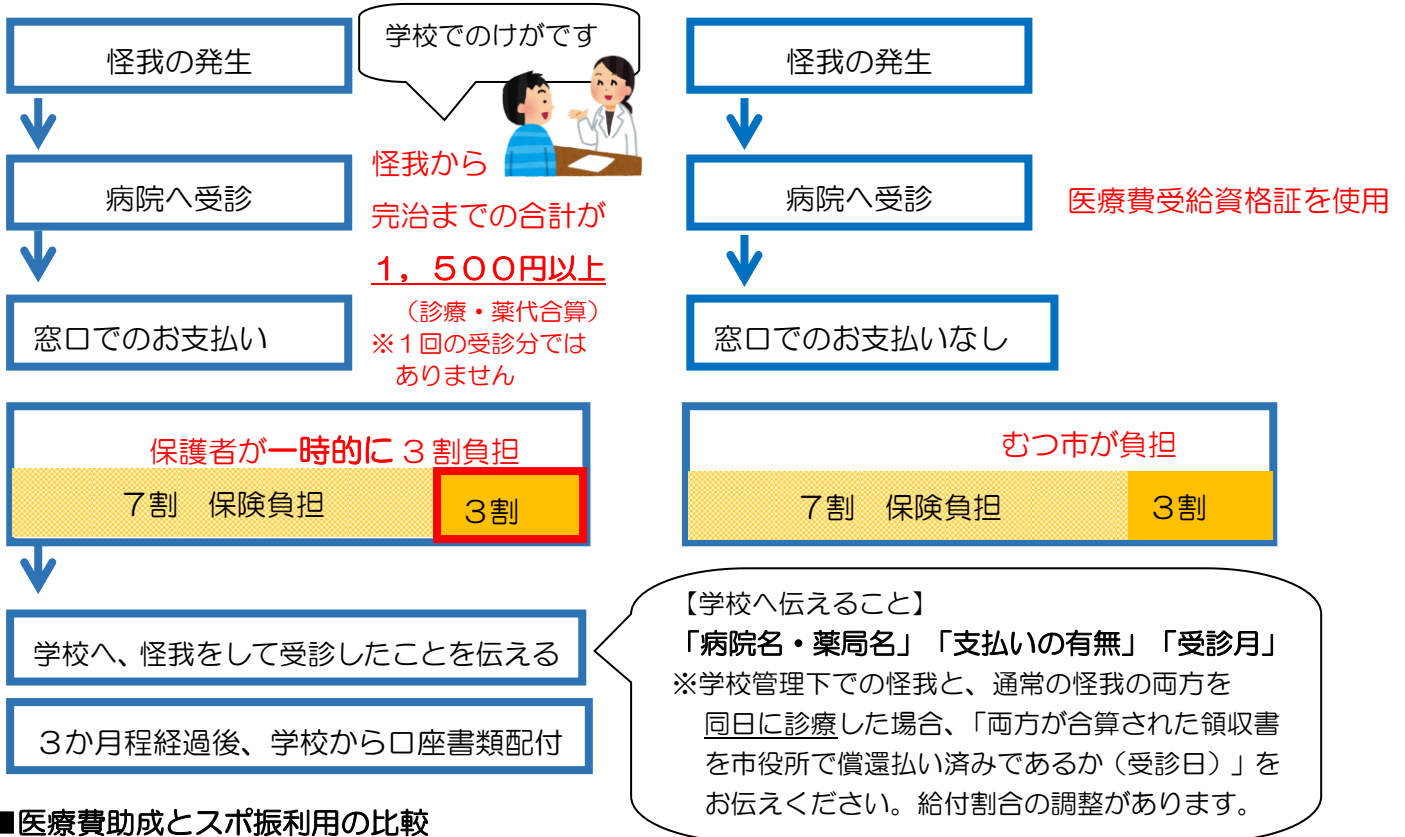 怪我の発生
学校でのけがです
病院へ受診
怪我から
完治までの合計が
１，５００円以上
（診療・薬代合算）
※１回の受診分では
ありません
窓口でのお支払い
保護者が一時的に３割負担
７割　保険負担
３割
学校へ、怪我をして受診したことを伝える
３か月程経過後、学校から口座書類配付
怪我の発生
病院へ受診
医療費受給資格証を使用
窓口でのお支払いなし
むつ市が負担
７割　保険負担
３割
【学校へ伝えること】
「病院名・薬局名」「支払いの有無」「受診月」
※学校管理下での怪我と、通常の怪我の両方を
同日に診療した場合、「両方が合算された領収書
を市役所で償還払い済みであるか（受診日）」を
お伝えください。給付割合の調整があります。
■医療費助成とスポ振利用の比較